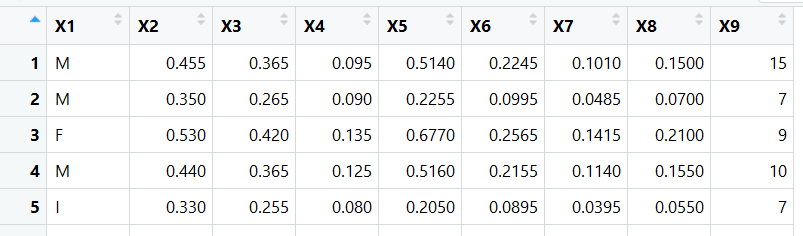 X1 X2 X3 X4 X5 X6 X7 X8 X9
1 M 0.455 0.365 0.095 0.5140 0.2245 0.1010 0.1500 15
2 M 0.350 0.265 0.090 0.2255 0.0995 0.0485 0.0700 7
3 F 0.530 0.420 0.135 0.6770 0.2565 0.1415 0.2100 9
4 M 0.440 0.365 0.125 0.5160 0.2155 0.1140 0.1550 10
5 I 0.330 0.255 0.080 0.2050 0.0895 0.0395 0.0550 7